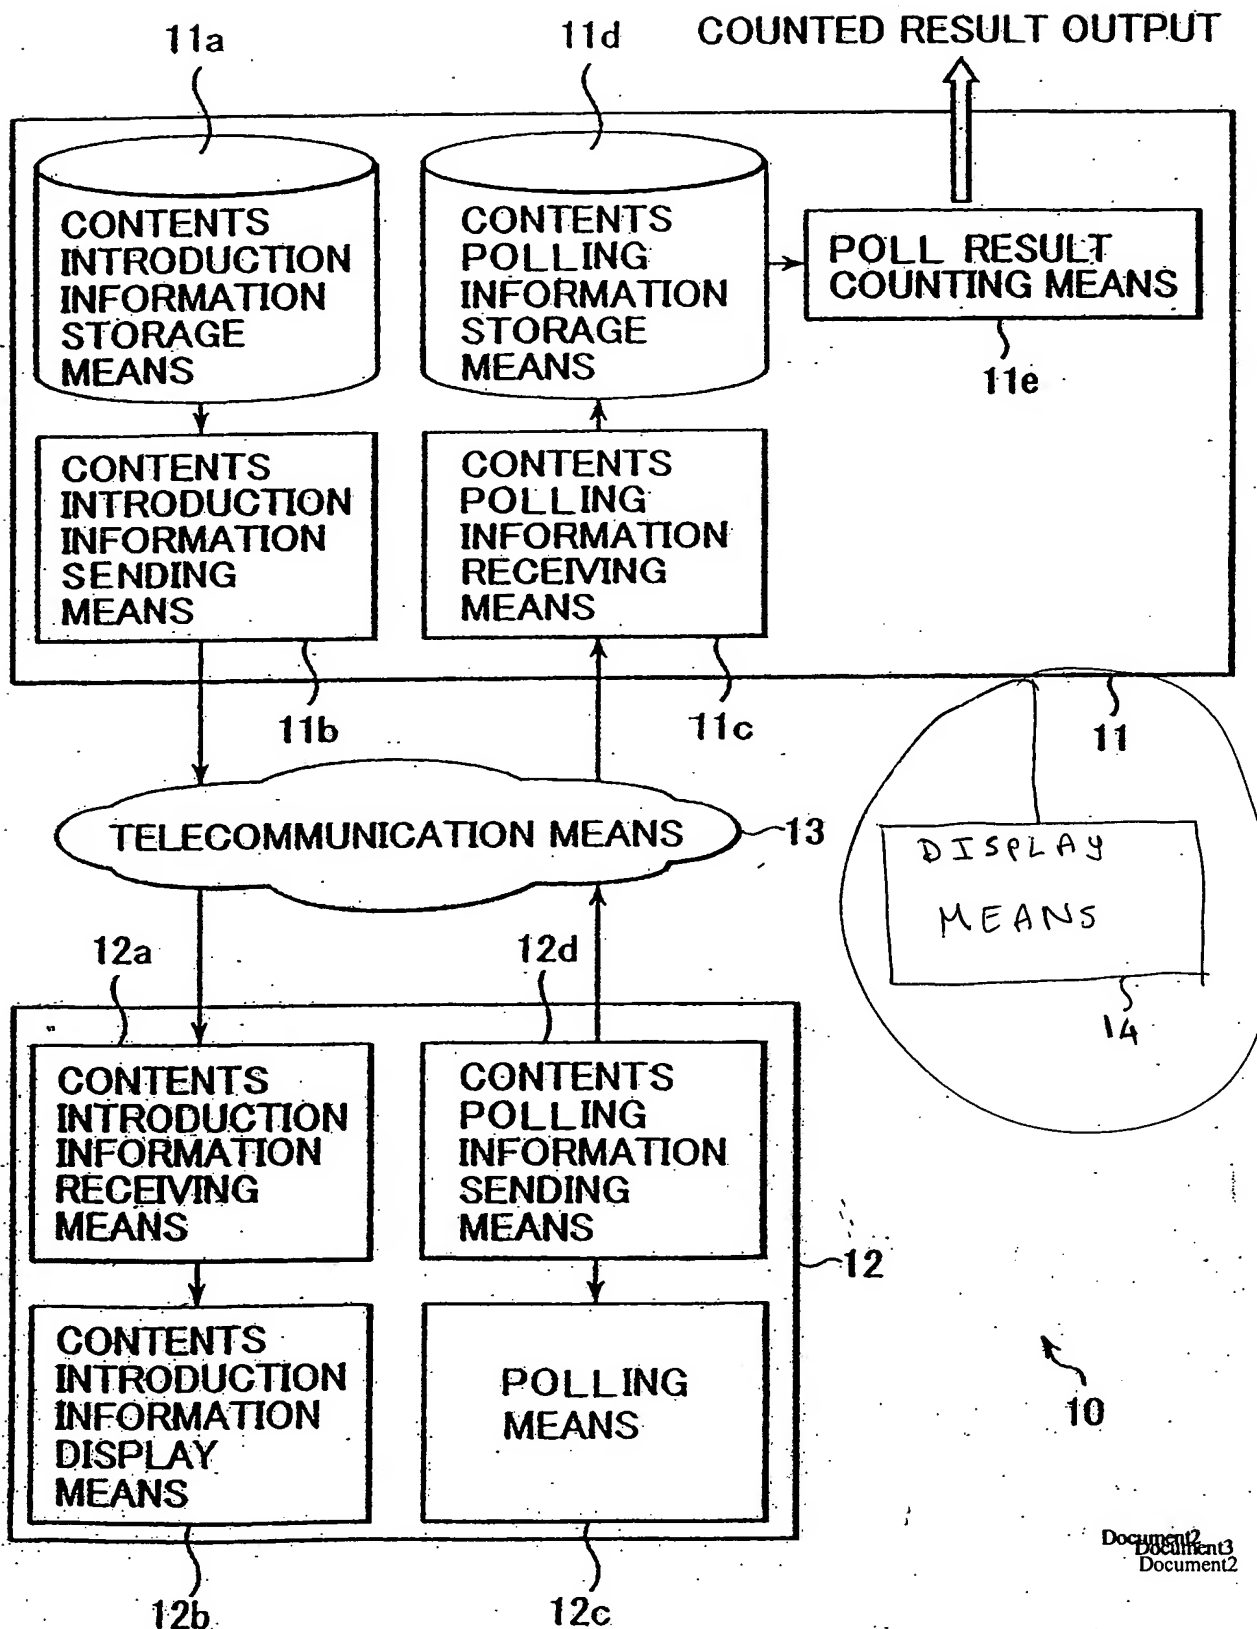 11a
11d
COUNTED RESULT OUTPUT
CONTENTS
INTRODUCTION
INFORMATION
STORAGE
MEANS
CONTENTS
POLLING
INFORMATION
STORAGE
MEANS
POLL RESULT
COUNTING MEANS
11e
CONTENTS
INTRODUCTION
INFORMATION
SENDING
MEANS
CONTENTS
POLLING
INFORMATION
RECEIVING
MEANS
11b
11c
11
TELECOMMUNICATION MEANS
13
DISPLAY
MEANS
14
12a
12d
CONTENTS
INTRODUCTION
INFORMATION
RECEIVING
MEANS
CONTENTS
POLLING
INFORMATION
SENDING
MEANS
12
CONTENTS
INTRODUCTION
INFORMATION
DISPLAY
MEANS
POLLING
MEANS
10
12b
12c
Document2
Document3
Document2